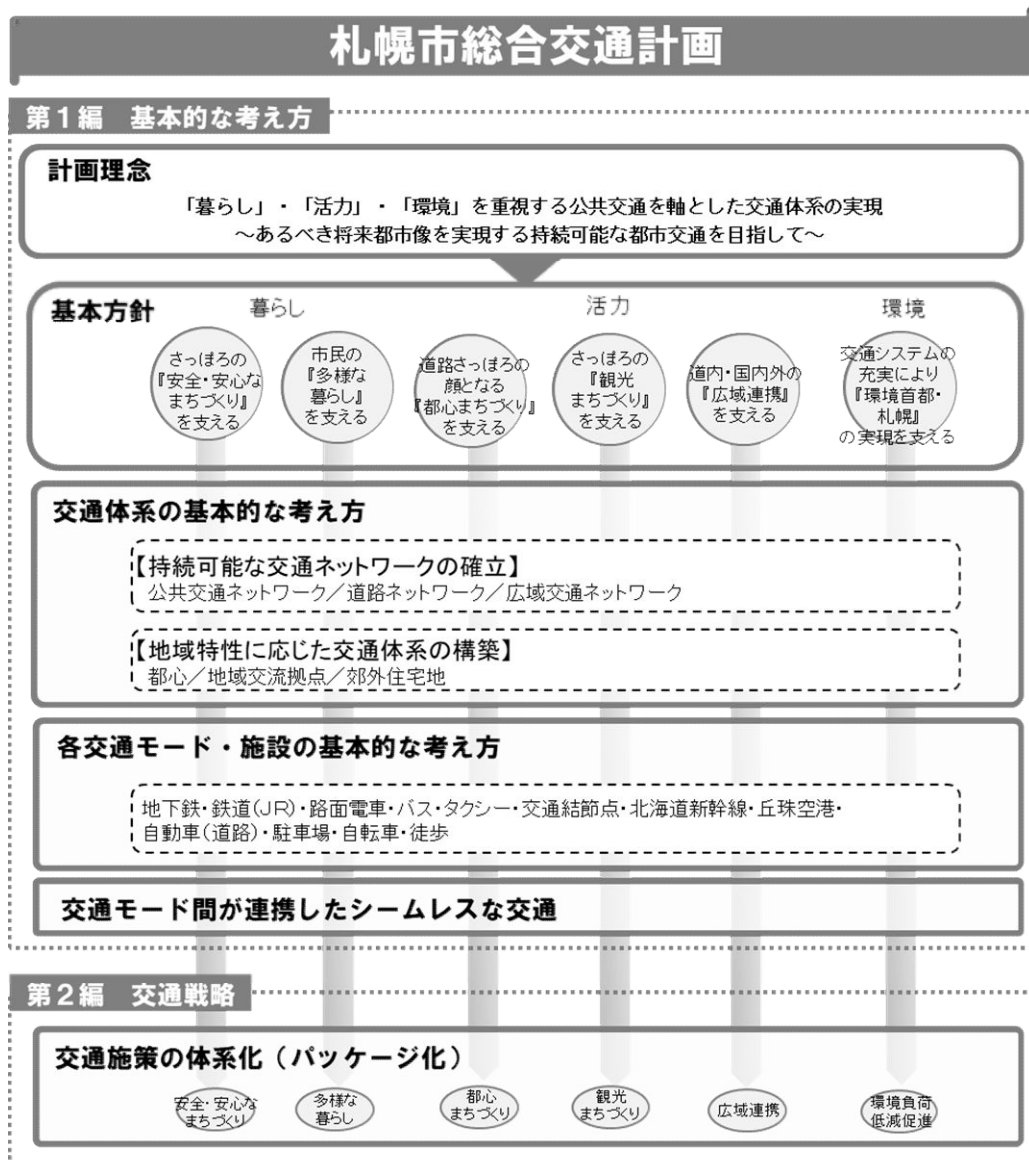 札幌市総合交通計画
第1編 基本的な考え方
計画理念
「暮らし」・「活力」・「環境」を重視する公共交通を軸とした交通体系の実現
～あるべき将来都市像を実現する持続可能な都市交通を目指して～
基本方針
暮らし
活力
環境
さっぽろの
『安全・安心な
まちづくり』
を支える
市民の
『多様な
暮らし』
を支える
道路さっぽろの
顔となる
『都心まちづくり』
を支える
さっぽろの
『観光
まちづくり』
を支える
道内・国内外の
『広域連携』
を支える
交通システムの
充実により
『環境首都・
札幌』
の実現を支える
交通体系の基本的な考え方
【持続可能な交通ネットワークの確立】
公共交通ネットワーク／道路ネットワーク／広域交通ネットワーク
【地域特性に応じた交通体系の構築】
都心／地域交流拠点／郊外住宅地
各交通モード・施設の基本的な考え方
地下鉄・鉄道(JR)・路面電車・バス・タクシー・交通結節点・北海道新幹線・丘珠空港・
自動車(道路)・駐車場・自転車・徒歩
交通モード間が連携したシームレスな交通
第2編 交通戦略
交通施策の体系化（パッケージ化）
安全・安心な
まちづくり
多様な
暮らし
都心
まちづくり
観光
まちづくり
広域連携
環境負荷
低減促進